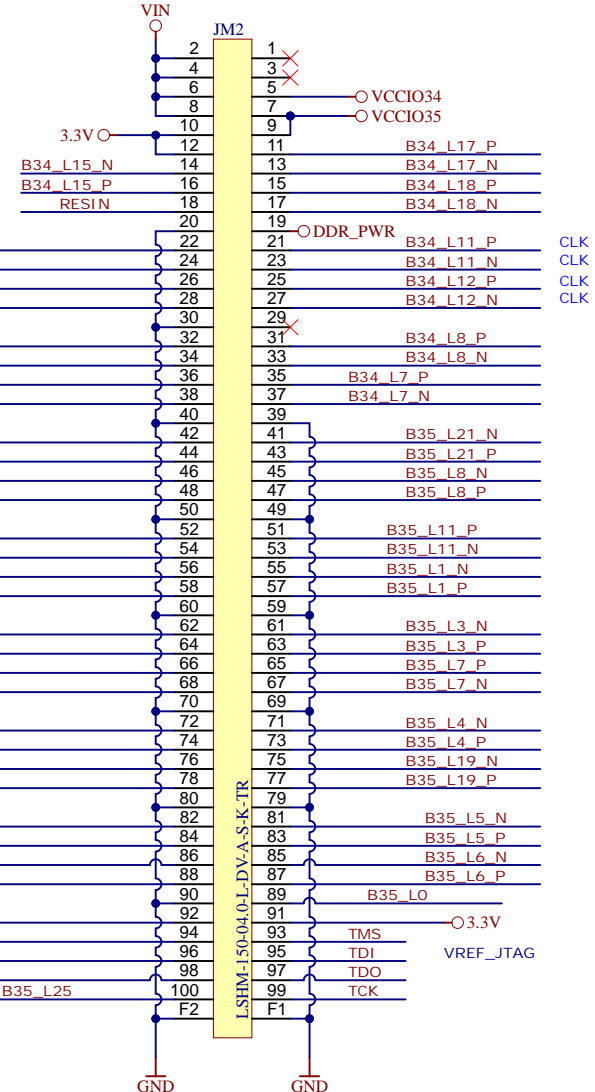 VIN
JM2
2 1
4 3
6 5 VCCIO34
8 7 VCCIO35
3.3V 10 9
12 11 B34_L17_P
B34_L15_N 14 13 B34_L17_N
B34_L15_P 16 15 B34_L18_P
RESIN 18 17 B34_L18_N
20 19 DDR_PWR
22 21 B34_L11_P CLK
24 23 B34_L11_N CLK
26 25 B34_L12_P CLK
28 27 B34_L12_N CLK
30 29
32 31 B34_L8_P
34 33 B34_L8_N
36 35 B34_L7_P
38 37 B34_L7_N
40 39
42 41 B35_L21_N
44 43 B35_L21_P
46 45 B35_L8_N
48 47 B35_L8_P
50 49
52 51 B35_L11_P
54 53 B35_L11_N
56 55 B35_L1_N
58 57 B35_L1_P
60 59
62 61 B35_L3_N
64 63 B35_L3_P
66 65 B35_L7_P
68 67 B35_L7_N
70 69
72 71 B35_L4_N
74 73 B35_L4_P
76 75 B35_L19_N
78 77 B35_L19_P
80 79
82 81 B35_L5_N
84 83 B35_L5_P
86 85 B35_L6_N
88 87 B35_L6_P
90 89 B35_L0
92 91 3.3V
94 93 TMS
96 95 TDI VREF_JTAG
98 97 TDO
B35_L25 100 99 TCK
F2 F1
LSHM-150-04.0-L-DV-A-S-K-TR
GND GND